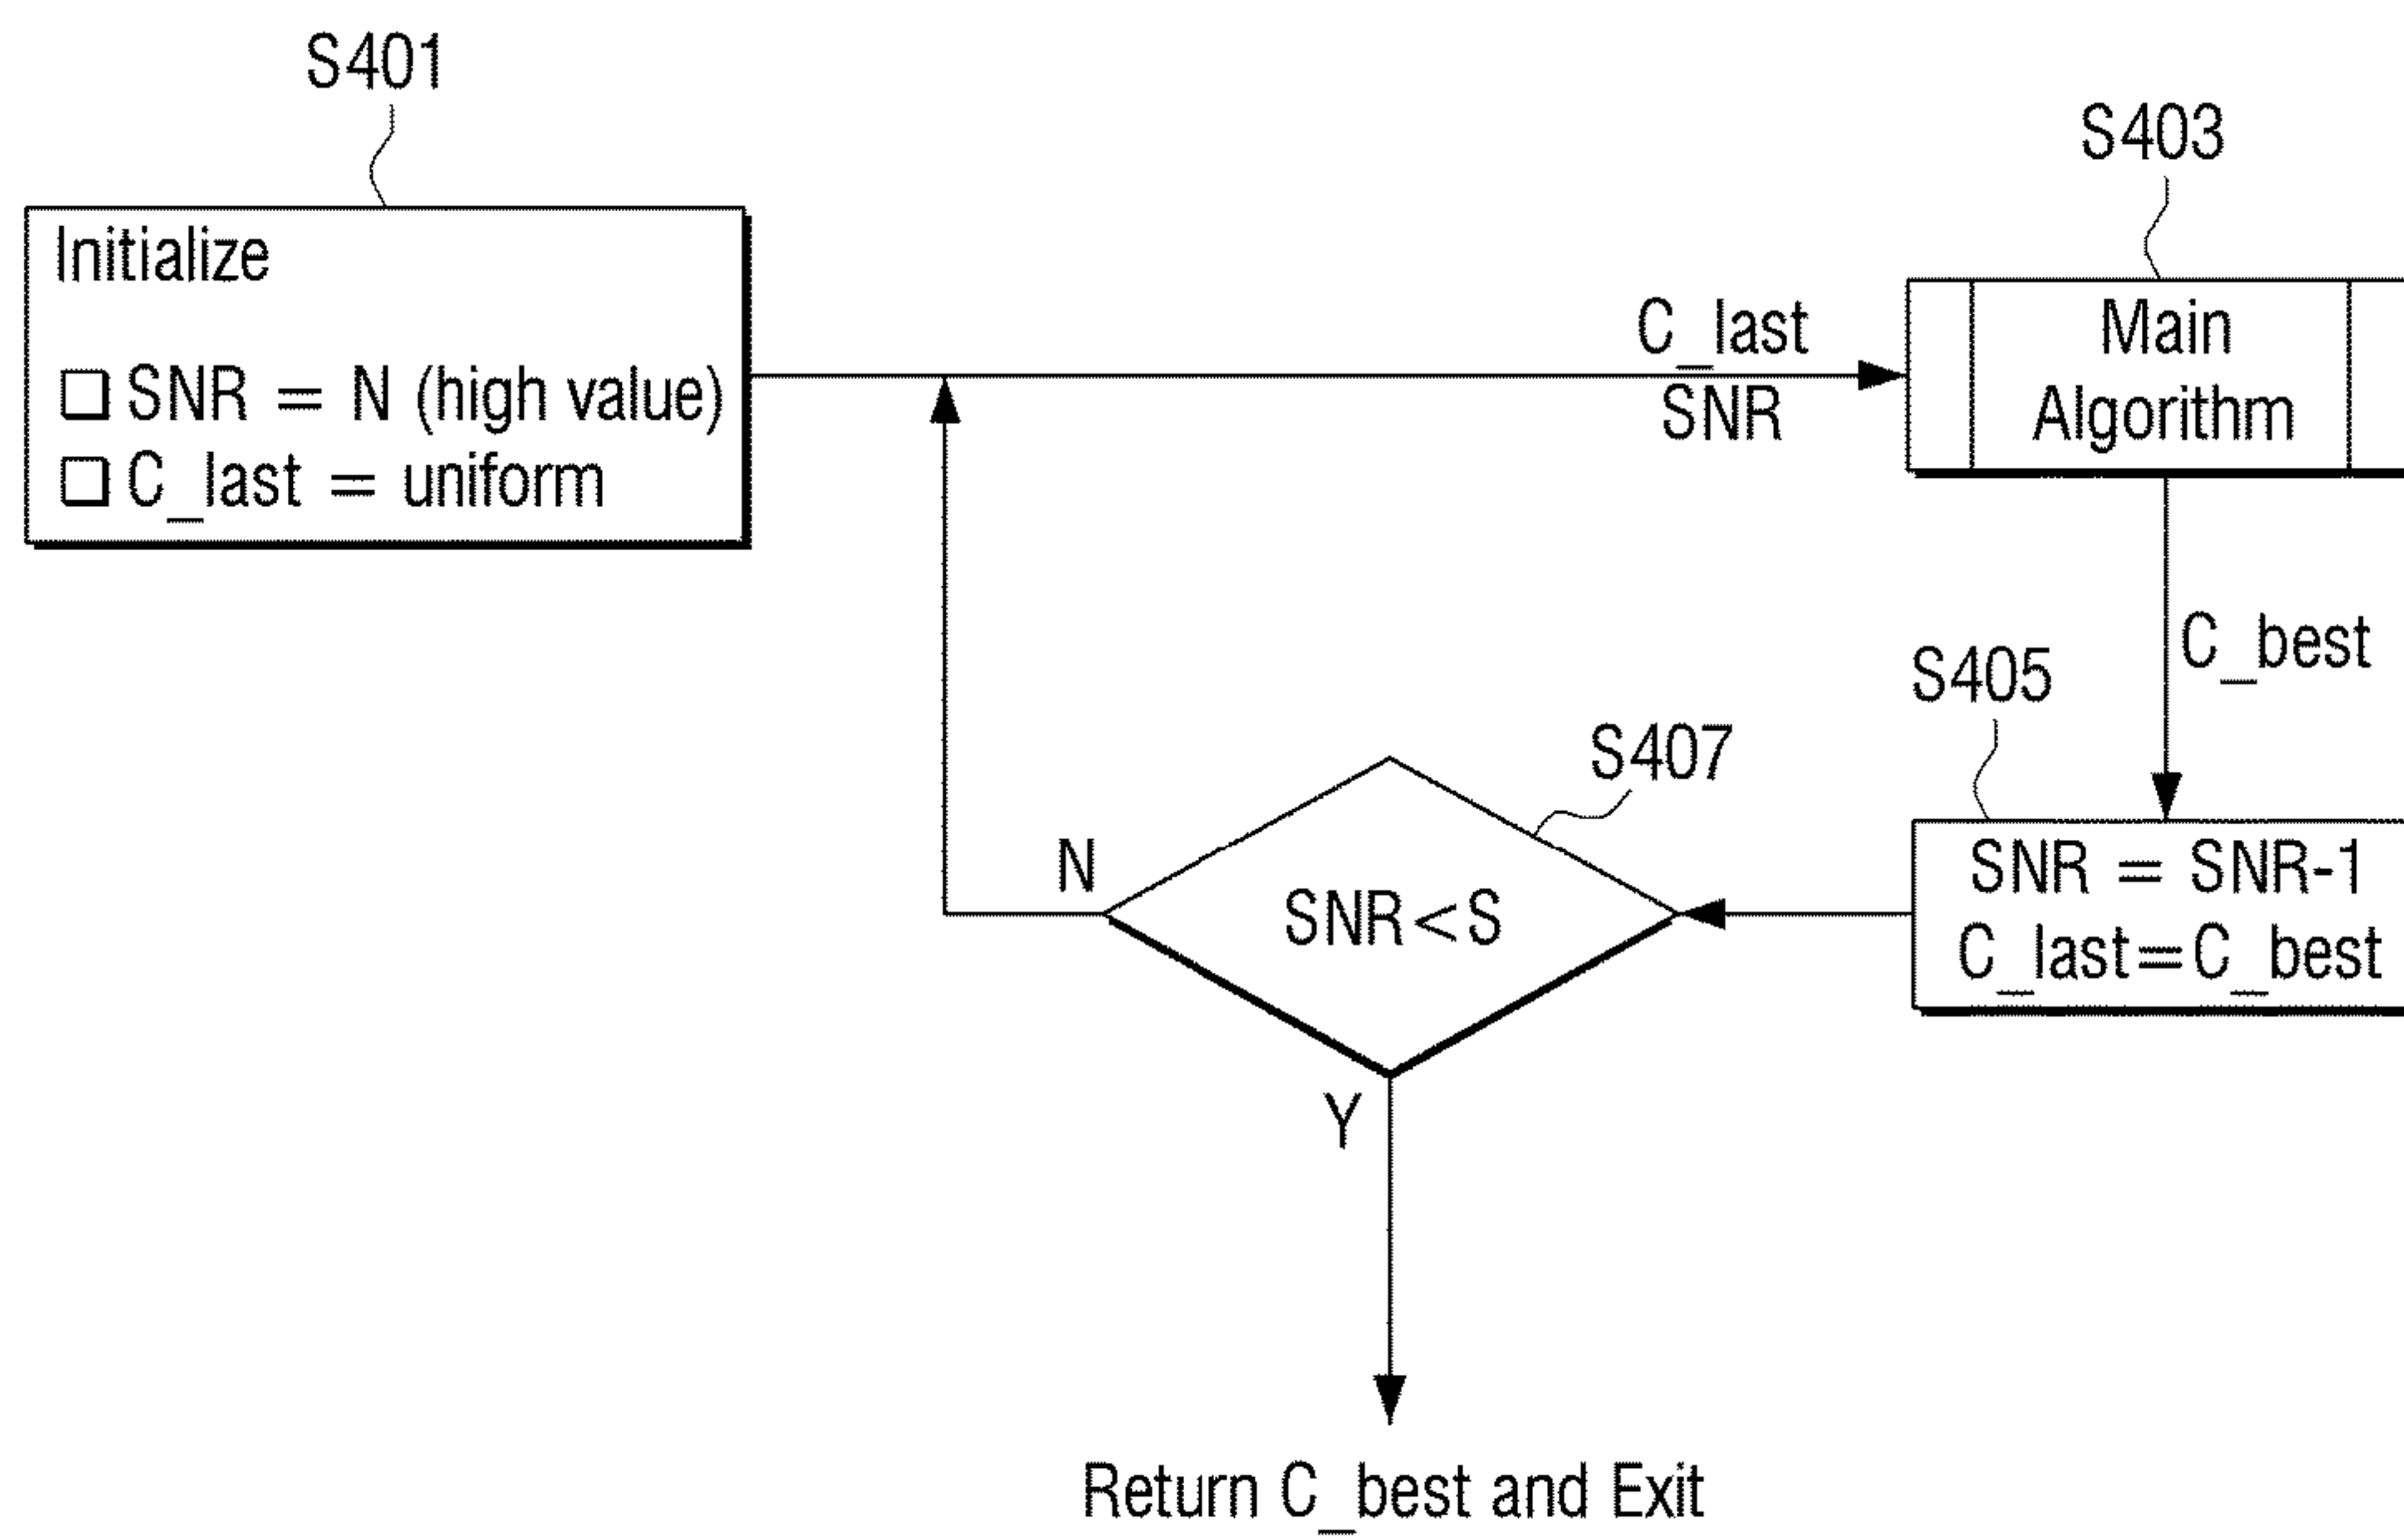 S401
Initialize
□ SNR = N (high value)
□ C_last = uniform
C_last
SNR
S403
Main
Algorithm
C_best
S405
SNR = SNR-1
C_last=C_best
S407
SNR<S
N
Y
Return C_best and Exit